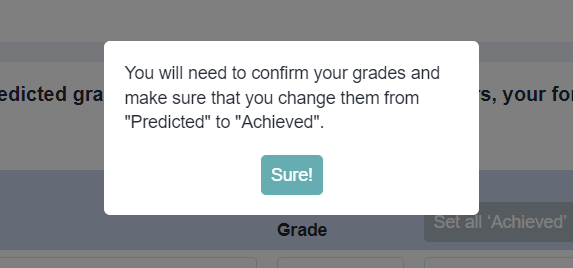 You will need to confirm your grades and
make sure that you change them from
"Predicted" to "Achieved".
Sure!
edicted gra
rs, your for
Grade
Set all ‘Achieved’